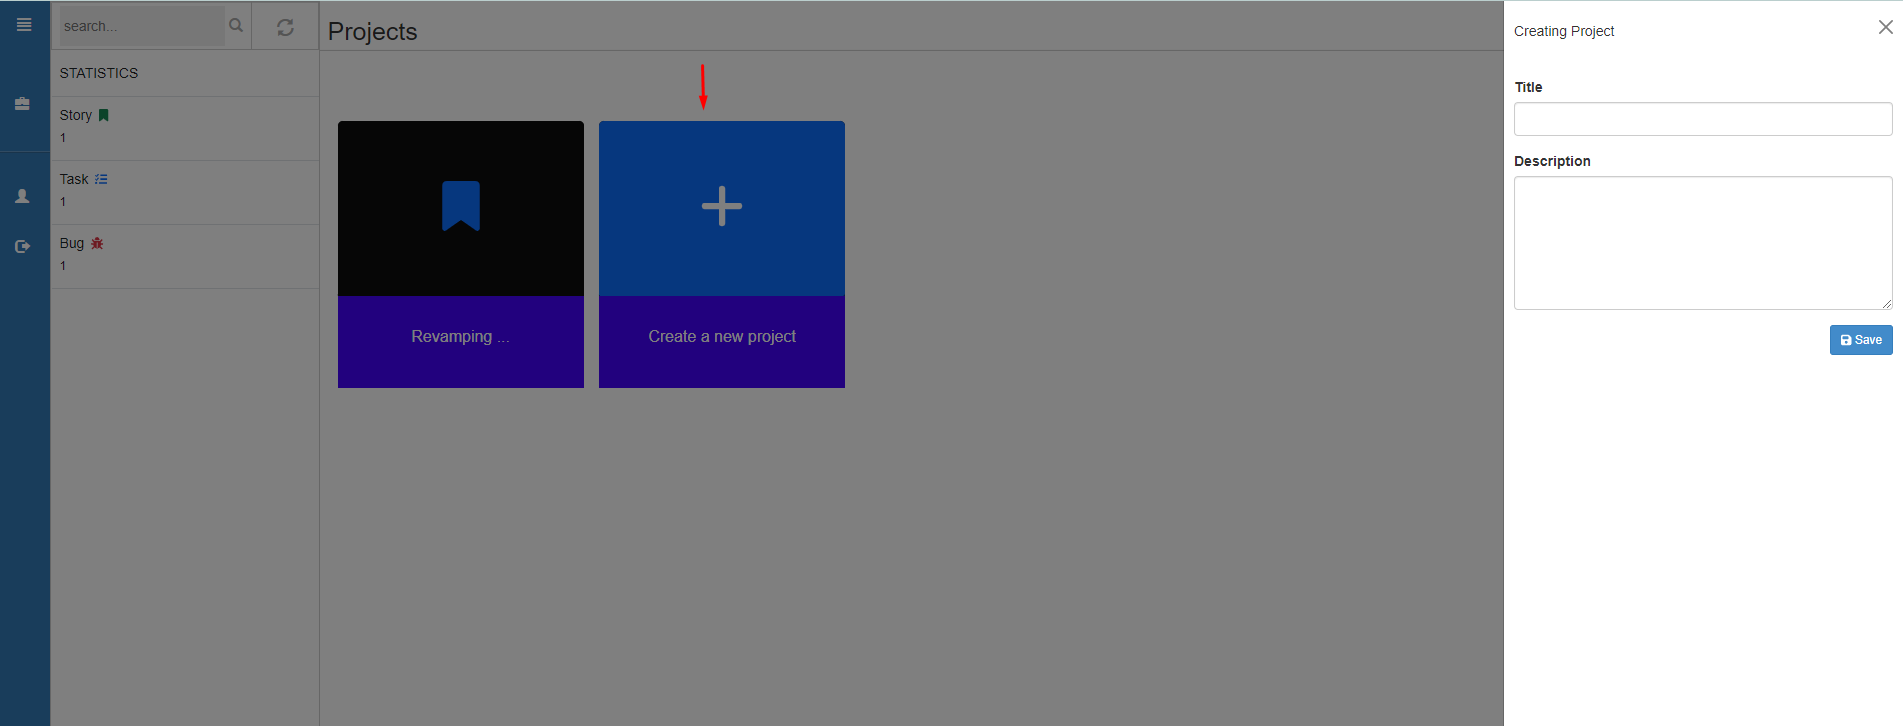 search...
Projects
STATISTICS
Story
1
Task
1
Bug
1
Revamping ...
Create a new project
Creating Project
Title
Description
Save